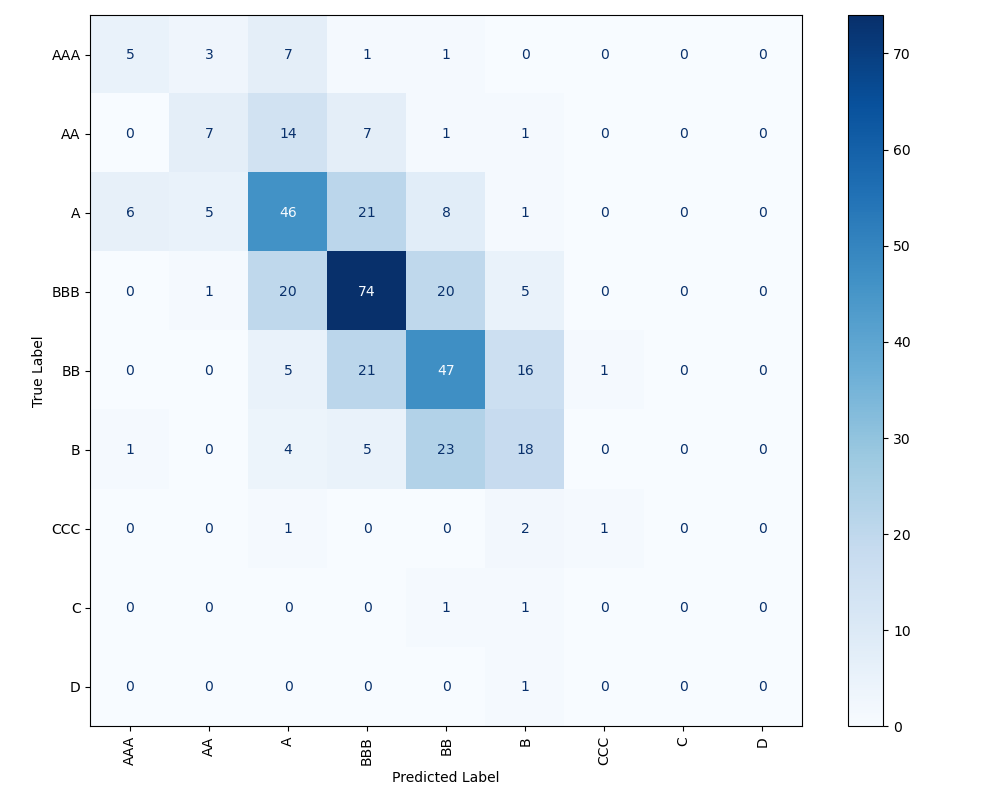 AAA 5 3 7 1 1 0 0 0 0
AA 0 7 14 7 1 1 0 0 0
A 6 5 46 21 8 1 0 0 0
BBB 0 1 20 74 20 5 0 0 0
BB 0 0 5 21 47 16 1 0 0
B 1 0 4 5 23 18 0 0 0
CCC 0 0 1 0 0 2 1 0 0
C 0 0 0 0 1 1 0 0 0
D 0 0 0 0 0 1 0 0 0
AAA AA A BBB BB B CCC C D
True Label
Predicted Label
70
60
50
40
30
20
10
0